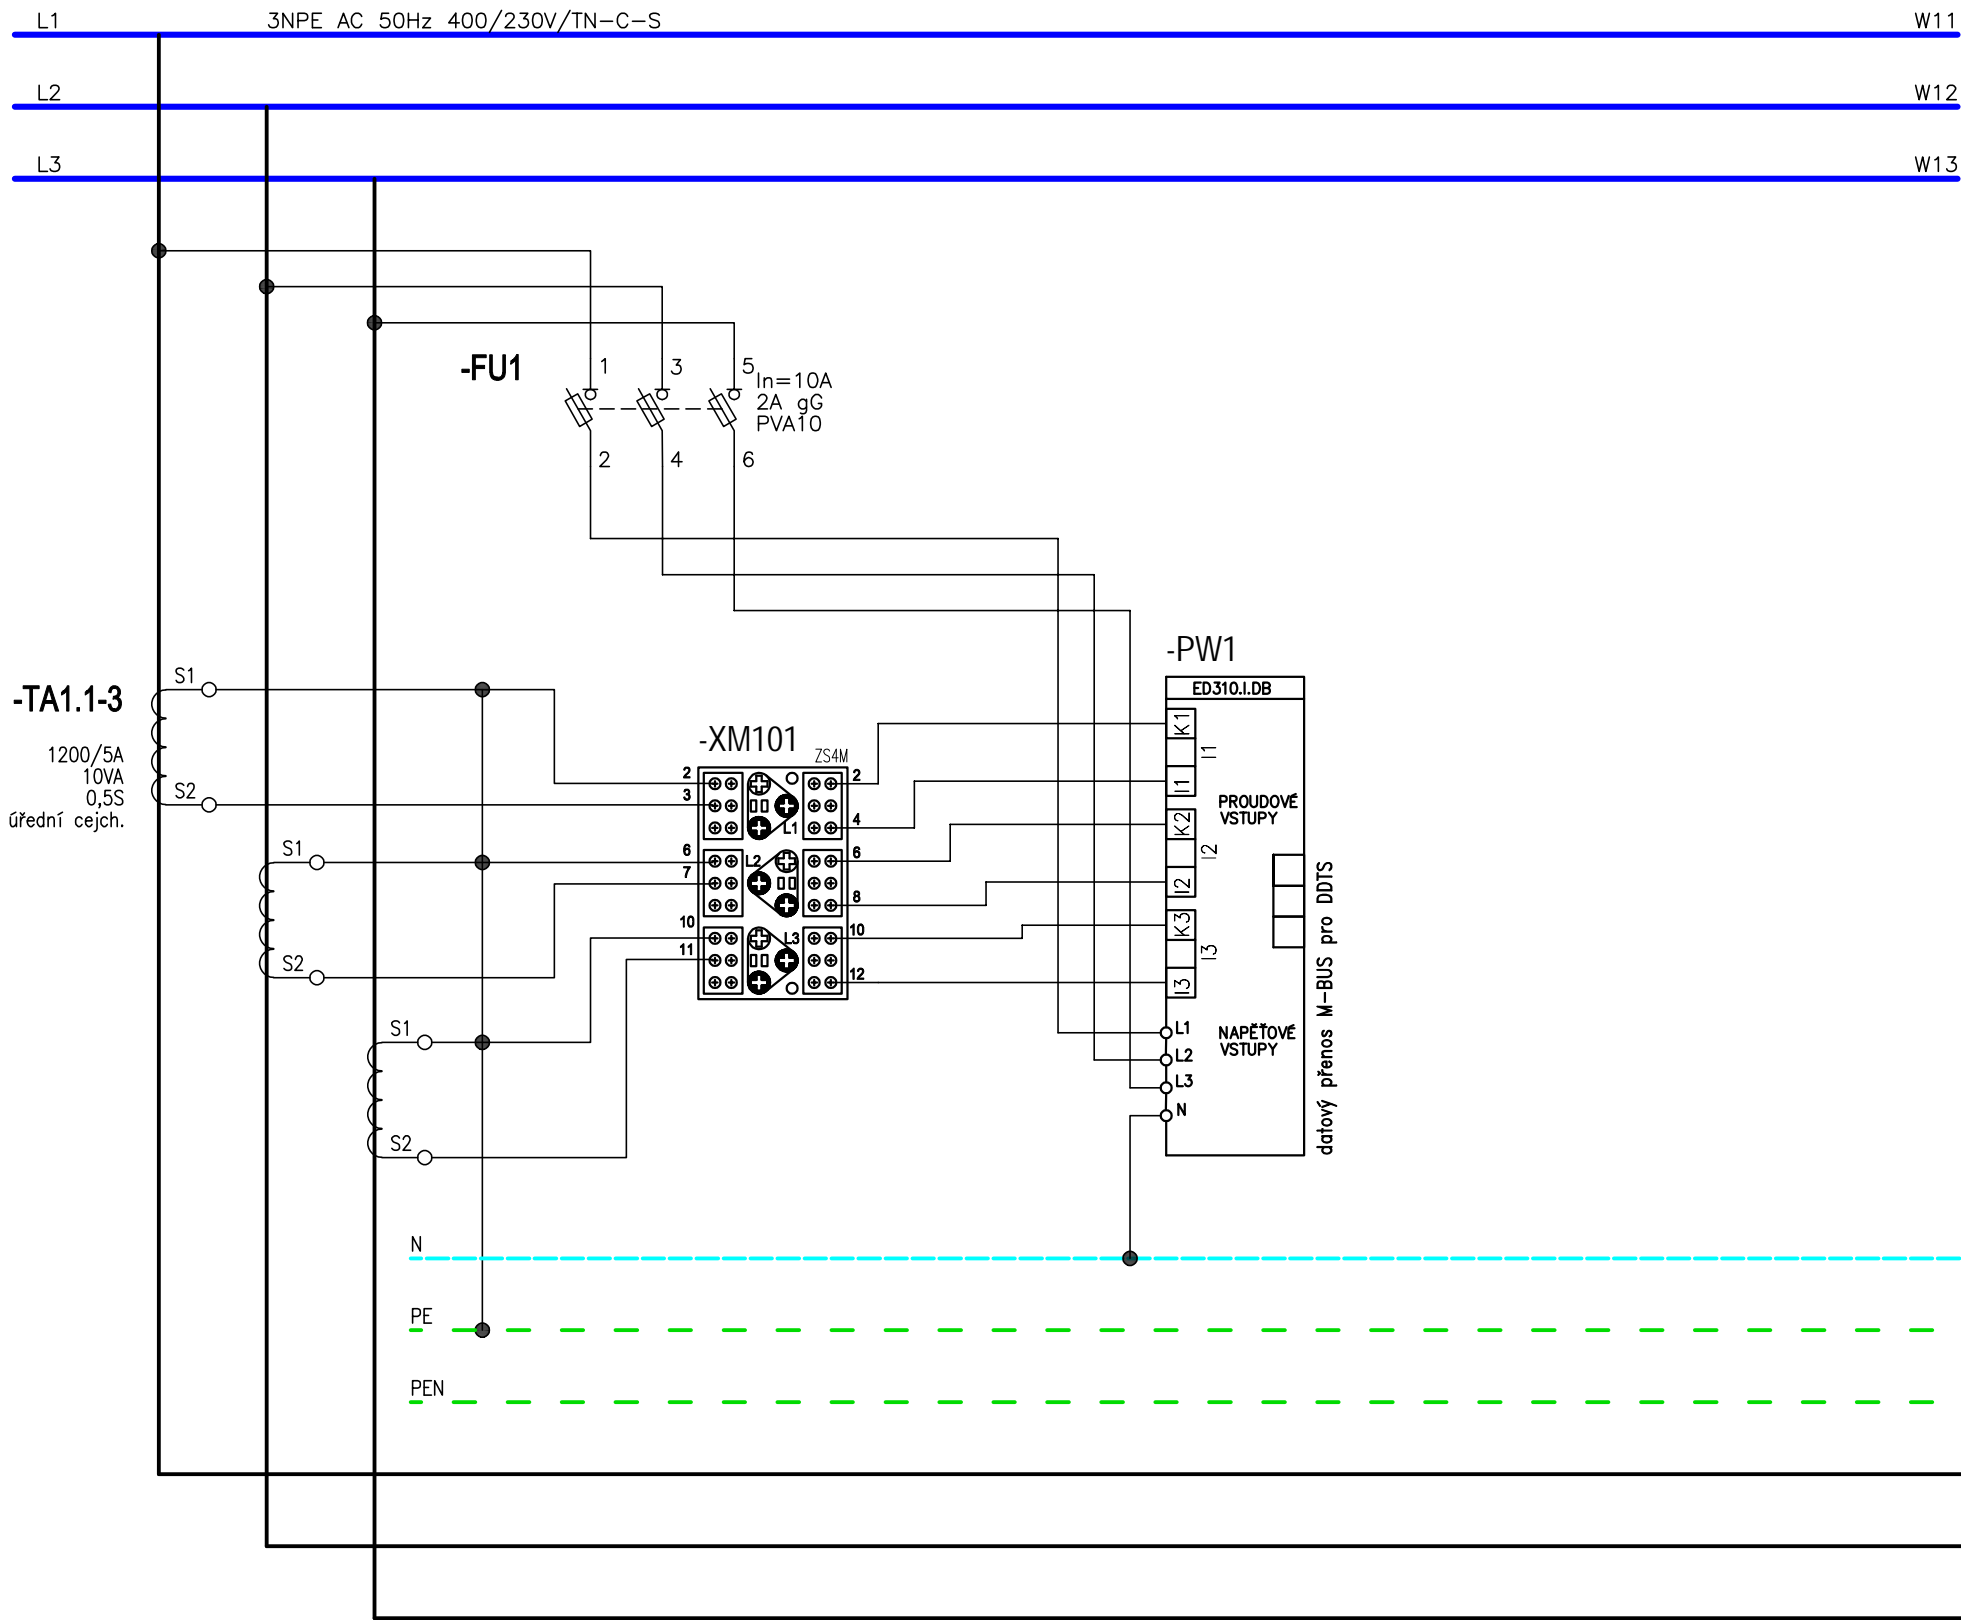 L1 3NPE AC 50Hz 400/230V/TN-C-S W11
L2 W12
L3 W13
-FU1
1 3 5
In=10A
2A gG
PVA10
2 4 6
-PW1
ED310.I.DB
-TA1.1-3
1200/5A
10VA
0,5S
úřední cejch.
S1
S2
S1
S2
S1
S2
-XM101
ZS4M
2 2
3
L1 4
6 L2 6
7
8
10 L3 10
11
12
K1
I1
I1
K2
I2
I2
K3
I3
I3
PROUDOVÉ
VSTUPY
L1
L2
L3
N
NAPĚŤOVÉ
VSTUPY
datový přenos M-BUS pro DDTS
N
PE
PEN